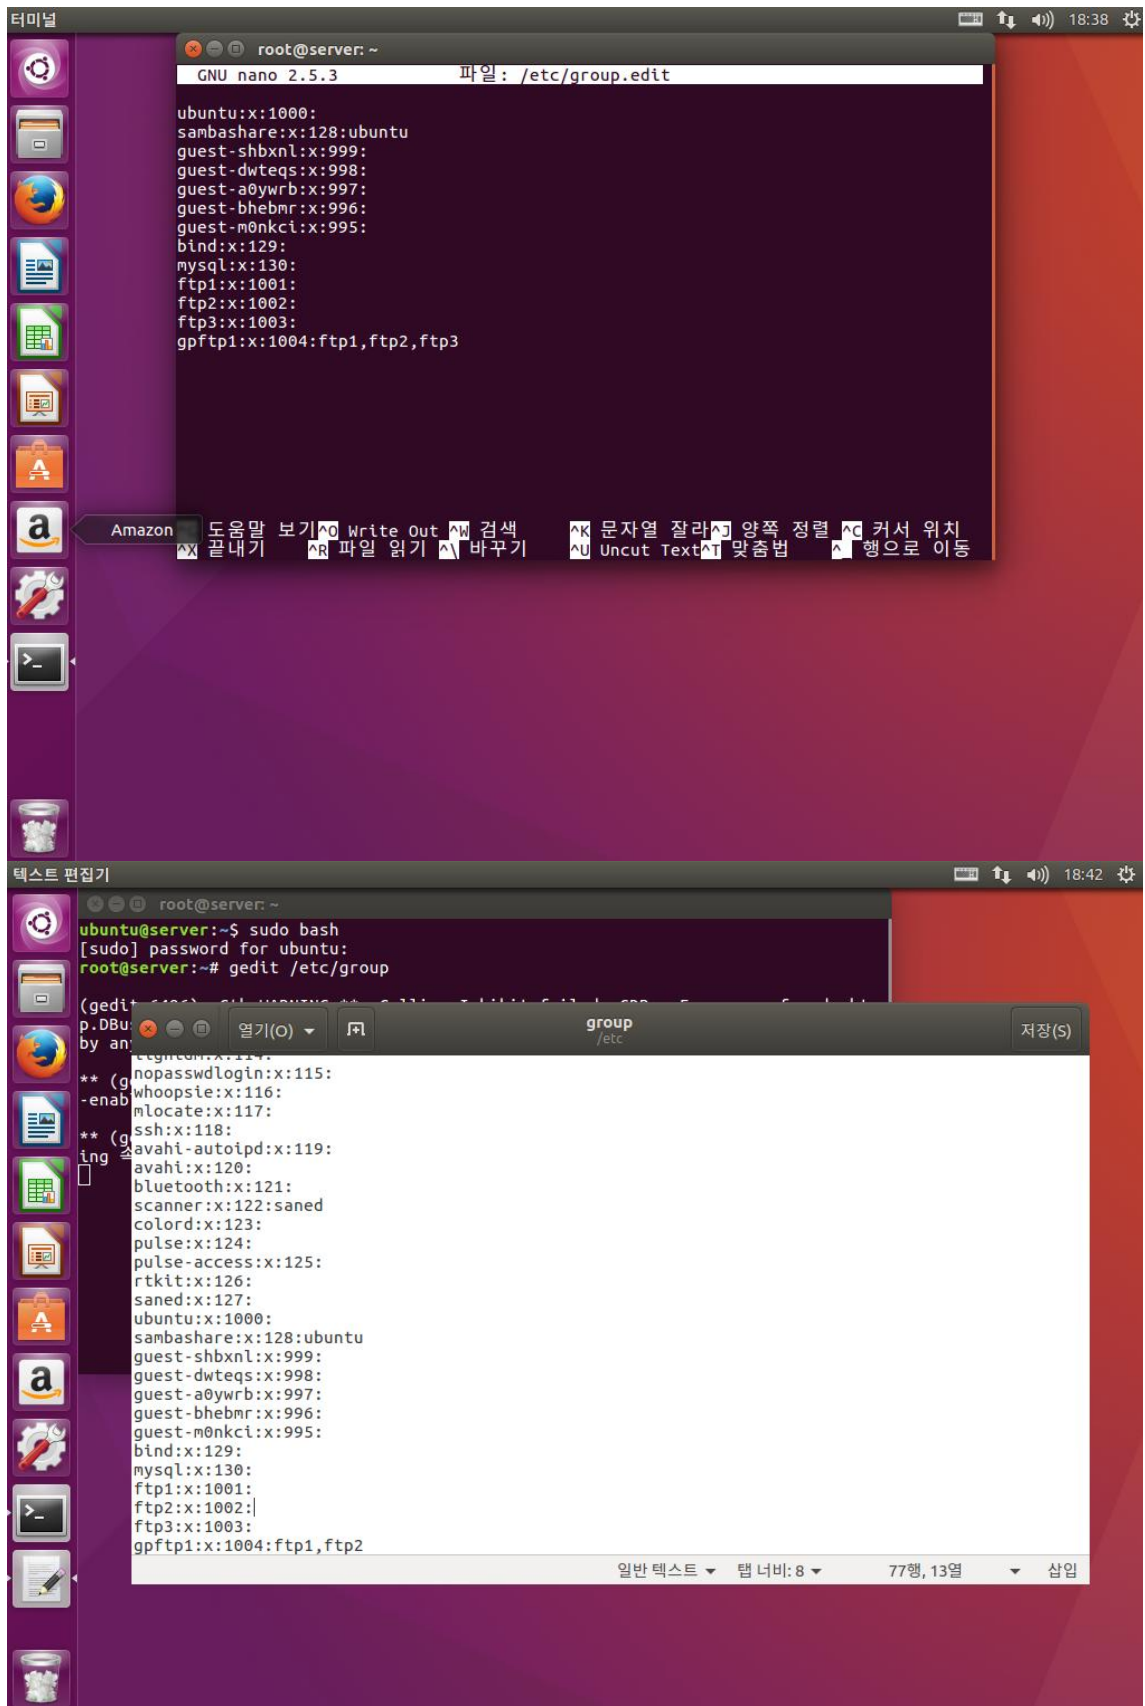 터미널
18:38
root@server: ~
GNU nano 2.5.3 파일: /etc/group.edit
ubuntu:x:1000:
sambashare:x:128:ubuntu
guest-shbxnl:x:999:
guest-dwteqs:x:998:
guest-a0ywrb:x:997:
guest-bhebmr:x:996:
guest-m0nkci:x:995:
bind:x:129:
mysql:x:130:
ftp1:x:1001:
ftp2:x:1002:
ftp3:x:1003:
gpftp1:x:1004:ftp1,ftp2,ftp3
Amazon
도움말 보기 ^O Write Out ^W 검색 ^K 문자열 잘라 ^J 양쪽 정렬 ^C 커서 위치
^X 끝내기 ^R 파일 읽기 ^\ 바꾸기 ^U Uncut Text ^T 맞춤법 ^_ 행으로 이동
텍스트 편집기
18:42
root@server: ~
ubuntu@server:~$ sudo bash
[sudo] password for ubuntu:
root@server:~# gedit /etc/group
(gedit
p.DBu
by any
** (g
-enab
** (g
ing
열기(O)
group
/etc
저장(S)
nopasswdlogin:x:115:
whoopsie:x:116:
mlocate:x:117:
ssh:x:118:
avahi-autoipd:x:119:
avahi:x:120:
bluetooth:x:121:
scanner:x:122:saned
colord:x:123:
pulse:x:124:
pulse-access:x:125:
rtkit:x:126:
saned:x:127:
ubuntu:x:1000:
sambashare:x:128:ubuntu
guest-shbxnl:x:999:
guest-dwteqs:x:998:
guest-a0ywrb:x:997:
guest-bhebmr:x:996:
guest-m0nkci:x:995:
bind:x:129:
mysql:x:130:
ftp1:x:1001:
ftp2:x:1002:
ftp3:x:1003:
gpftp1:x:1004:ftp1,ftp2
일반 텍스트 탭 너비: 8 77행, 13열 삽입